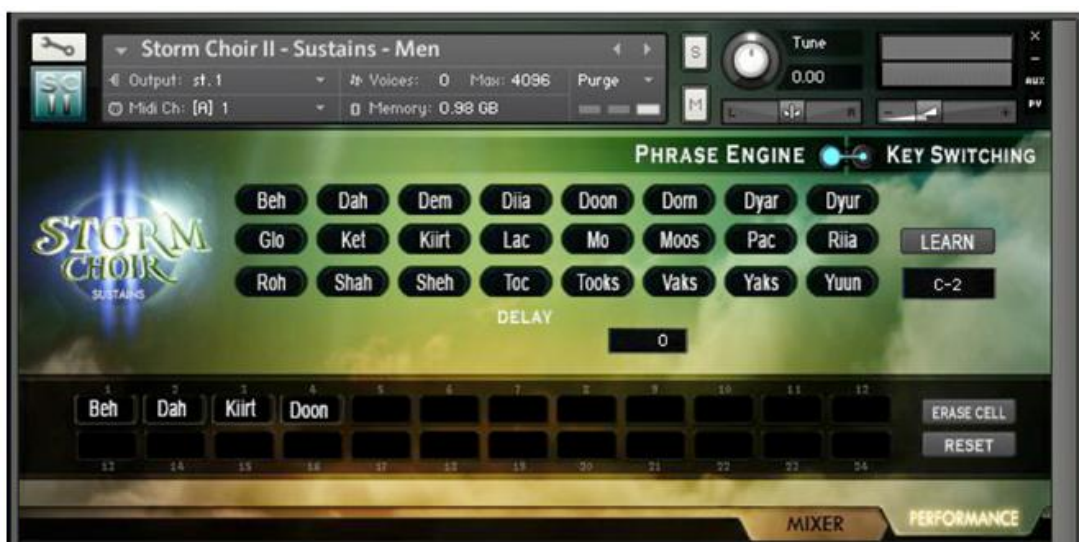 Storm Choir II - Sustains - Men
S
Tune
×
Output: st. 1 Voices: 0 Max: 4096 Purge
0.00
AUX
SC II
Midi Ch: [A] 1 Memory: 0.98 GB
M
L R
- +
PV
PHRASE ENGINE KEY SWITCHING
STORM CHOIR
SUSTAINS
Beh Dah Dem Diia Doon Dorn Dyar Dyur
Glo Ket Kiirt Lac Mo Moos Pac Riia LEARN
Roh Shah Sheh Toc Tooks Vaks Yaks Yuun C-2
DELAY
0
1 2 3 4 5 6 7 8 9 10 11 12
Beh Dah Kiirt Doon ERASE CELL
RESET
13 14 15 16 17 18 19 20 21 22 23 24
MIXER PERFORMANCE